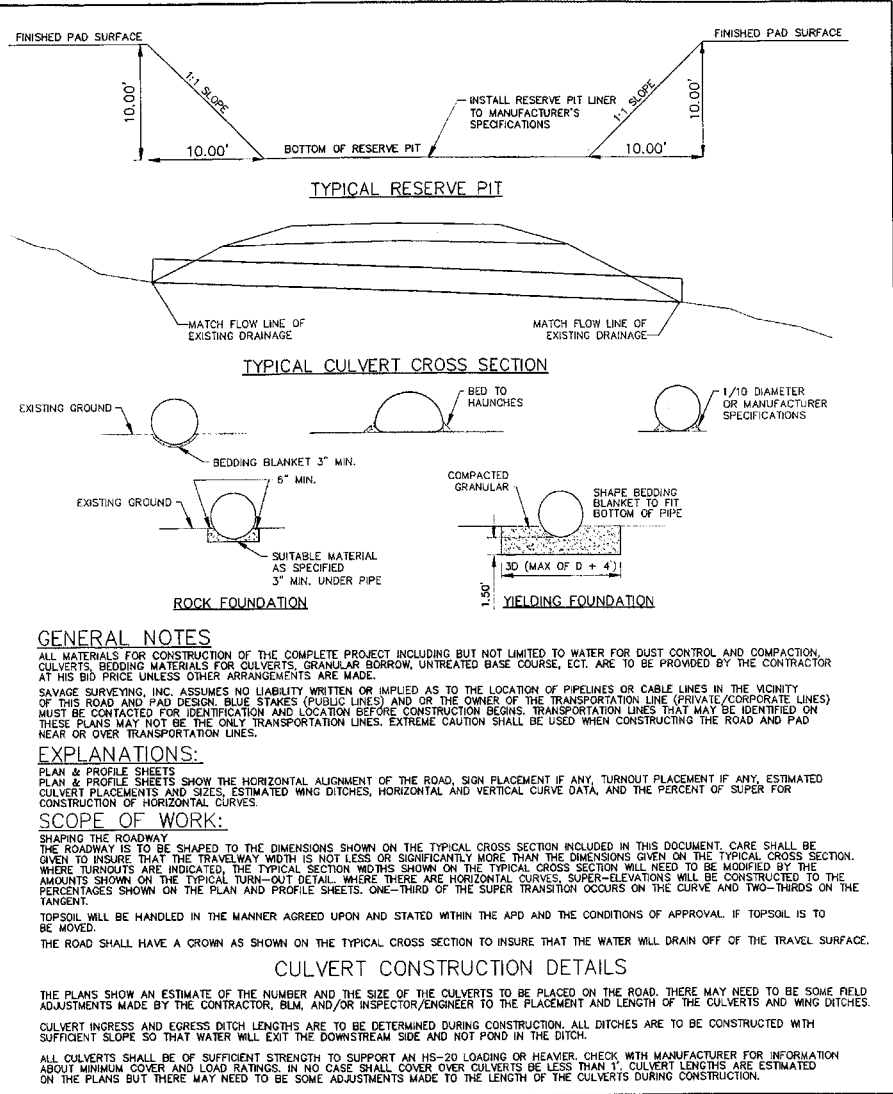 FINISHED PAD SURFACE
FINISHED PAD SURFACE
10.00'
1:1 SLOPE
INSTALL RESERVE PIT LINER
TO MANUFACTURER'S
SPECIFICATIONS
1:1 SLOPE
10.00'
10.00'
BOTTOM OF RESERVE PIT
10.00'
TYPICAL RESERVE PIT
MATCH FLOW LINE OF
EXISTING DRAINAGE
MATCH FLOW LINE OF
EXISTING DRAINAGE
TYPICAL CULVERT CROSS SECTION
EXISTING GROUND
BEDDING BLANKET 3" MIN.
BED TO
HAUNCHES
1/10 DIAMETER
OR MANUFACTURER
SPECIFICATIONS
6" MIN.
EXISTING GROUND
SUITABLE MATERIAL
AS SPECIFIED
3" MIN. UNDER PIPE
ROCK FOUNDATION
COMPACTED
GRANULAR
SHAPE BEDDING
BLANKET TO FIT
BOTTOM OF PIPE
3D (MAX OF D + 4')
1.50'
YIELDING FOUNDATION
GENERAL NOTES
ALL MATERIALS FOR CONSTRUCTION OF THE COMPLETE PROJECT INCLUDING BUT NOT LIMITED TO WATER FOR DUST CONTROL AND COMPACTION,
CULVERTS, BEDDING MATERIALS FOR CULVERTS, GRANULAR BORROW, UNTREATED BASE COURSE, ECT. ARE TO BE PROVIDED BY THE CONTRACTOR
AT HIS BID PRICE UNLESS OTHER ARRANGEMENTS ARE MADE.
SAVAGE SURVEYING, INC. ASSUMES NO LIABILITY WRITTEN OR IMPLIED AS TO THE LOCATION OF PIPELINES OR CABLE LINES IN THE VICINITY
OF THIS ROAD AND PAD DESIGN. BLUE STAKES (PUBLIC LINES) AND OR THE OWNER OF THE TRANSPORTATION LINE (PRIVATE/CORPORATE LINES)
MUST BE CONTACTED FOR IDENTIFICATION AND LOCATION BEFORE CONSTRUCTION BEGINS. TRANSPORTATION LINES THAT MAY BE IDENTIFIED ON
THESE PLANS MAY NOT BE THE ONLY TRANSPORTATION LINES. EXTREME CAUTION SHALL BE USED WHEN CONSTRUCTING THE ROAD AND PAD
NEAR OR OVER TRANSPORTATION LINES.
EXPLANATIONS:
PLAN & PROFILE SHEETS
PLAN & PROFILE SHEETS SHOW THE HORIZONTAL ALIGNMENT OF THE ROAD, SIGN PLACEMENT IF ANY, TURNOUT PLACEMENT IF ANY, ESTIMATED
CULVERT PLACEMENTS AND SIZES, ESTIMATED WING DITCHES, HORIZONTAL AND VERTICAL CURVE DATA, AND THE PERCENT OF SUPER FOR
CONSTRUCTION OF HORIZONTAL CURVES.
SCOPE OF WORK:
SHAPING THE ROADWAY
THE ROADWAY IS TO BE SHAPED TO THE DIMENSIONS SHOWN ON THE TYPICAL CROSS SECTION INCLUDED IN THIS DOCUMENT. CARE SHALL BE
GIVEN TO INSURE THAT THE TRAVELWAY WIDTH IS NOT LESS OR SIGNIFICANTLY MORE THAN THE DIMENSIONS GIVEN ON THE TYPICAL CROSS SECTION.
WHERE TURNOUTS ARE INDICATED, THE TYPICAL SECTION WIDTHS SHOWN ON THE TYPICAL CROSS SECTION WILL NEED TO BE MODIFIED BY THE
AMOUNTS SHOWN ON THE TYPICAL TURN-OUT DETAIL. WHERE THERE ARE HORIZONTAL CURVES, SUPER-ELEVATIONS WILL BE CONSTRUCTED TO THE
PERCENTAGES SHOWN ON THE PLAN AND PROFILE SHEETS. ONE-THIRD OF THE SUPER TRANSITION OCCURS ON THE CURVE AND TWO-THIRDS ON THE
TANGENT.
TOPSOIL WILL BE HANDLED IN THE MANNER AGREED UPON AND STATED WITHIN THE APD AND THE CONDITIONS OF APPROVAL. IF TOPSOIL IS TO
BE MOVED.
THE ROAD SHALL HAVE A CROWN AS SHOWN ON THE TYPICAL CROSS SECTION TO INSURE THAT THE WATER WILL DRAIN OFF OF THE TRAVEL SURFACE.
CULVERT CONSTRUCTION DETAILS
THE PLANS SHOW AN ESTIMATE OF THE NUMBER AND THE SIZE OF THE CULVERTS TO BE PLACED ON THE ROAD. THERE MAY NEED TO BE SOME FIELD
ADJUSTMENTS MADE BY THE CONTRACTOR, BLM, AND/OR INSPECTOR/ENGINEER TO THE PLACEMENT AND LENGTH OF THE CULVERTS AND WING DITCHES.
CULVERT INGRESS AND EGRESS DITCH LENGTHS ARE TO BE DETERMINED DURING CONSTRUCTION. ALL DITCHES ARE TO BE CONSTRUCTED WITH
SUFFICIENT SLOPE SO THAT WATER WILL EXIT THE DOWNSTREAM SIDE AND NOT POND IN THE DITCH.
ALL CULVERTS SHALL BE OF SUFFICIENT STRENGTH TO SUPPORT AN HS-20 LOADING OR HEAVIER. CHECK WITH MANUFACTURER FOR INFORMATION
ABOUT MINIMUM COVER AND LOAD RATINGS. IN NO CASE SHALL COVER OVER CULVERTS BE LESS THAN 1'. CULVERT LENGTHS ARE ESTIMATED
ON THE PLANS BUT THERE MAY NEED TO BE SOME ADJUSTMENTS MADE TO THE LENGTH OF THE CULVERTS DURING CONSTRUCTION.